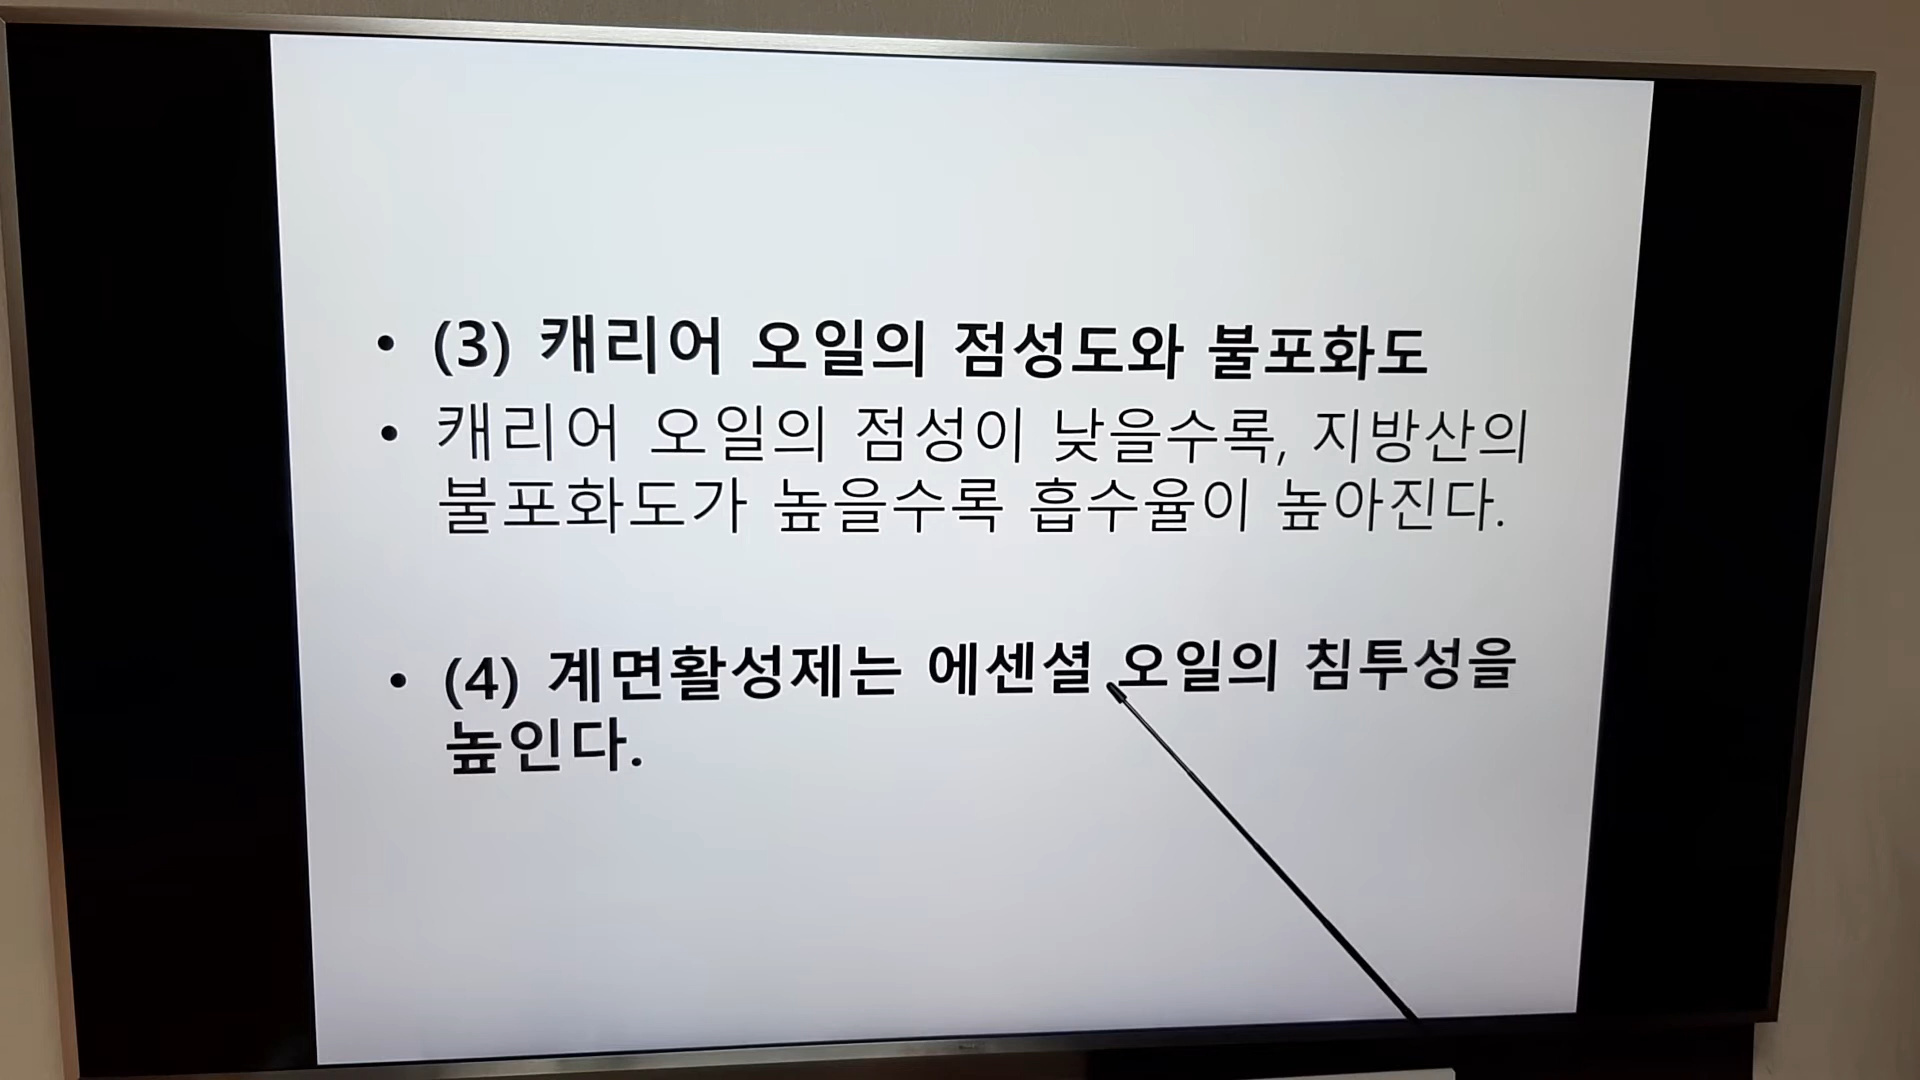 • (3) 캐리어 오일의 점성도와 불포화도
• 캐리어 오일의 점성이 낮을수록, 지방산의
불포화도가 높을수록 흡수율이 높아진다.
• (4) 계면활성제는 에센셜 오일의 침투성을
높인다.